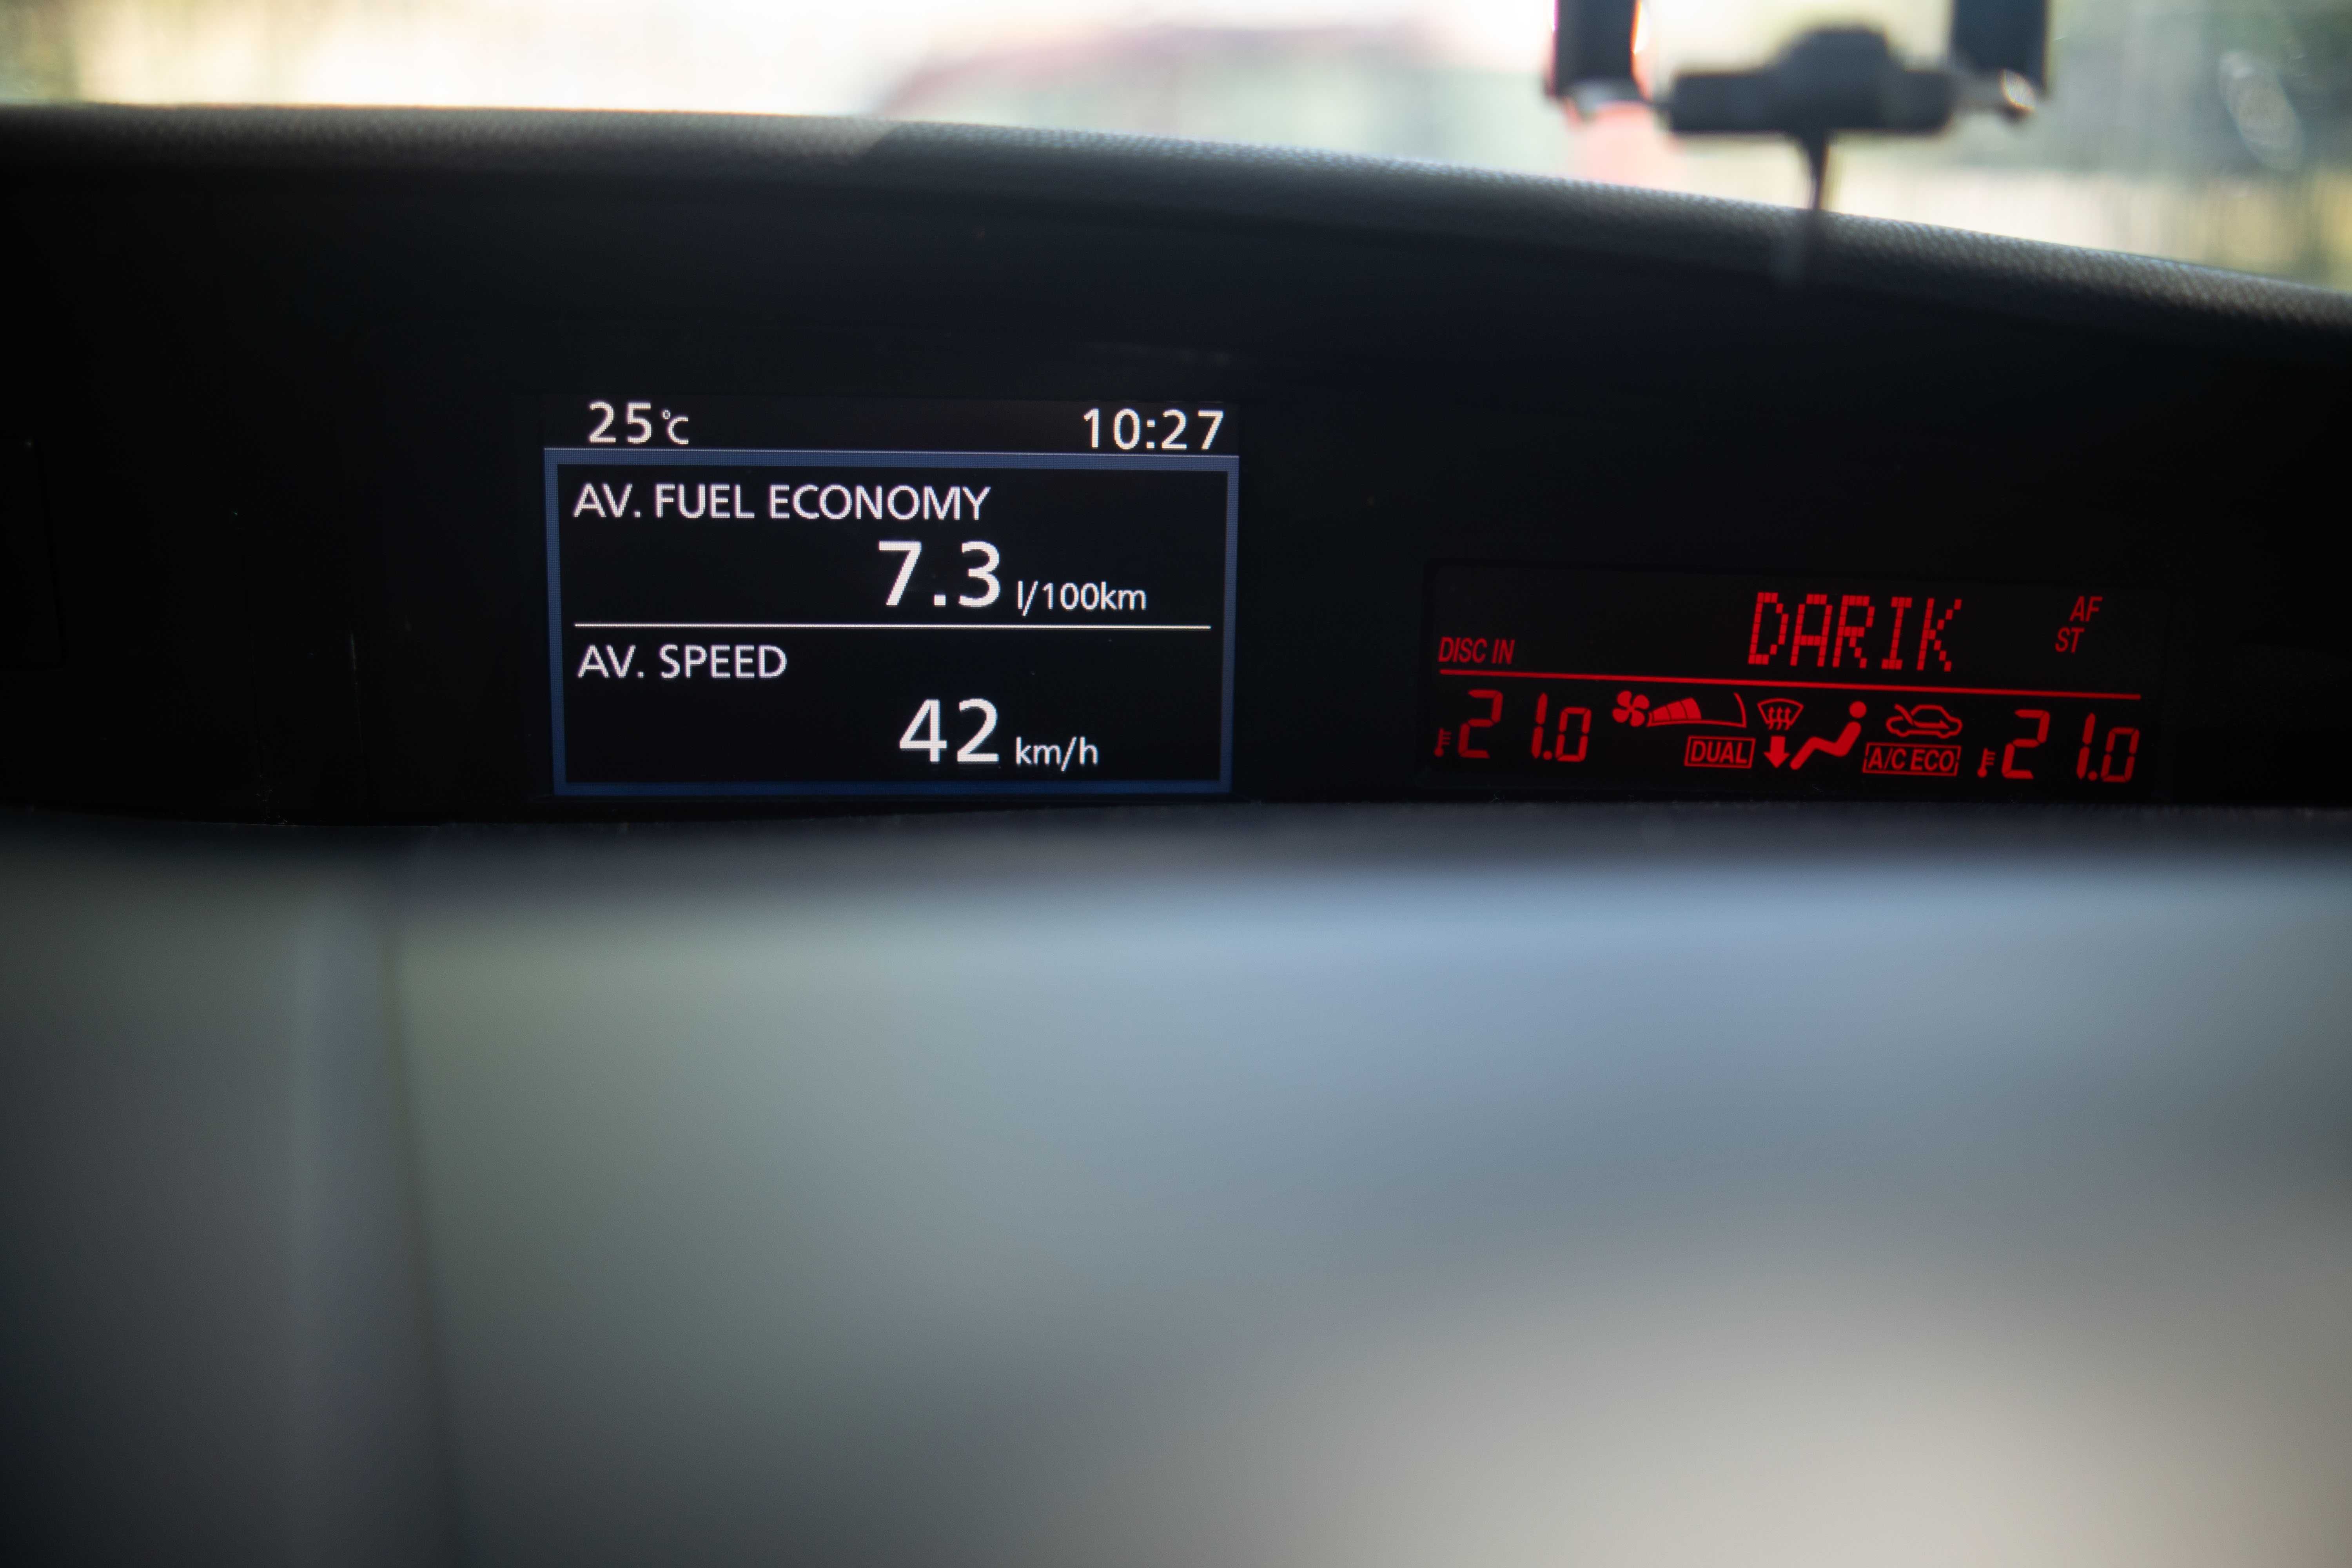 25°C 10:27
AV. FUEL ECONOMY
7.3 l/100km
AV. SPEED
42 km/h
DARIK AF
DISC IN ST
21.0 DUAL A/C ECO 21.0